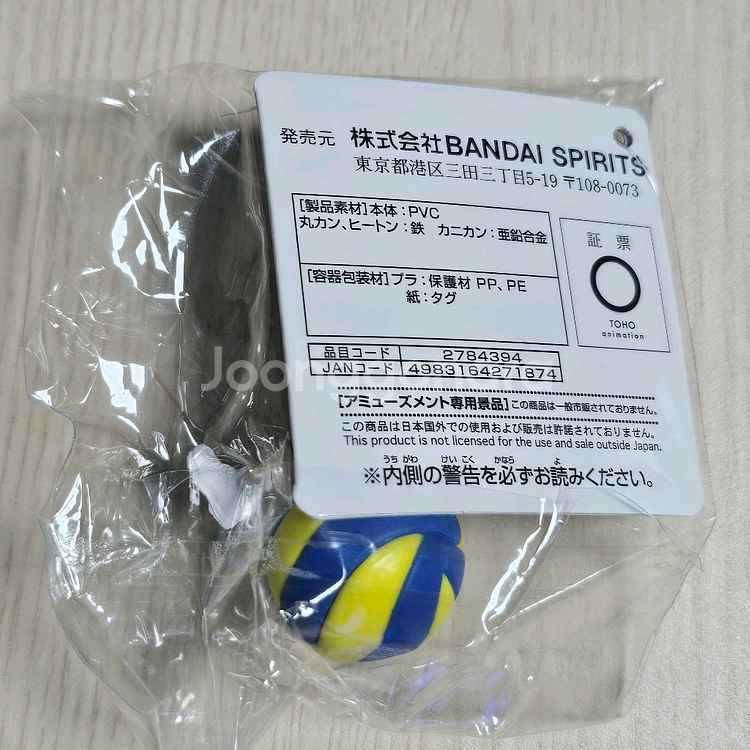 発売元 株式会社BANDAI SPIRITS
東京都港区三田三丁目5-19 〒108-0073
[製品素材]本体：PVC
丸カン、ヒートン：鉄 カニカン：亜鉛合金
[容器包装材]プラ：保護材 PP、PE
紙：タグ
証票
TOHO
animation
品目コード 2784394
JANコード 4983164271874
[アミューズメント専用景品] この商品は一般市販されておりません。
この商品は日本国外での使用および販売は許諾されておりません。
This product is not licensed for the use and sale outside Japan.
うちがわ けいこく かなら よ
※内側の警告を必ずお読みください。